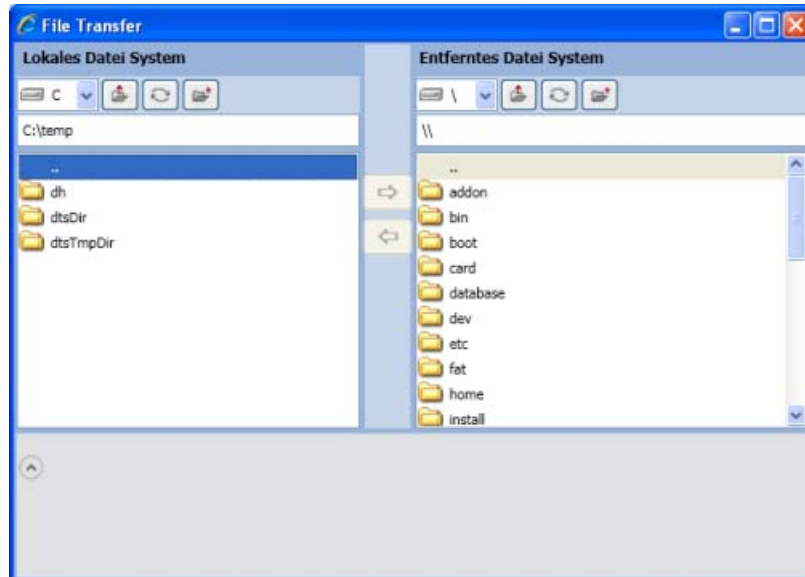 File Transfer
Lokales Datei System
C
C:\temp
..
dh
dtsDir
dtsTmpDir
Entferntes Datei System
\
\\
..
addon
bin
boot
card
database
dev
etc
fat
home
install